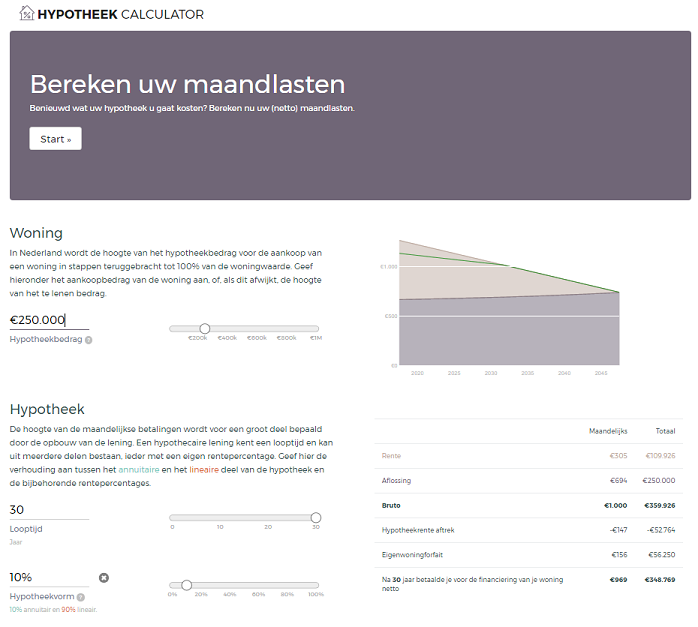 HYPOTHEEK CALCULATOR
Bereken uw maandlasten
Benieuwd wat uw hypotheek u gaat kosten? Bereken nu uw (netto) maandlasten.
Start »
Woning
In Nederland wordt de hoogte van het hypotheekbedrag voor de aankoop van
een woning in stappen teruggebracht tot 100% van de woningwaarde. Geef
hieronder het aankoopbedrag van de woning aan, of, als dit afwijkt, de hoogte
van het te lenen bedrag.
€250.000
Hypotheekbedrag ?
€200k €400k €600k €800k €1M
€1.000
€500
€0
2020 2025 2030 2035 2040 2045
Hypotheek
De hoogte van de maandelijkse betalingen wordt voor een groot deel bepaald
door de opbouw van de lening. Een hypothecaire lening kent een looptijd en kan
uit meerdere delen bestaan, ieder met een eigen rentepercentage. Geef hier de
verhouding aan tussen het annuitaire en het lineaire deel van de hypotheek en
de bijbehorende rentepercentages.
30
Looptijd
Jaar
0 10 20 30
10%
Hypotheekvorm ?
10% annuitair en 90% lineair.
0% 20% 40% 60% 80% 100%
Maandelijks Totaal
Rente €305 €109.926
Aflossing €694 €250.000
Bruto €1.000 €359.926
Hypotheekrente aftrek -€147 -€52.764
Eigenwoningforfait €156 €56.250
Na 30 jaar betaalde je voor de financiering van je woning
netto €969 €348.769